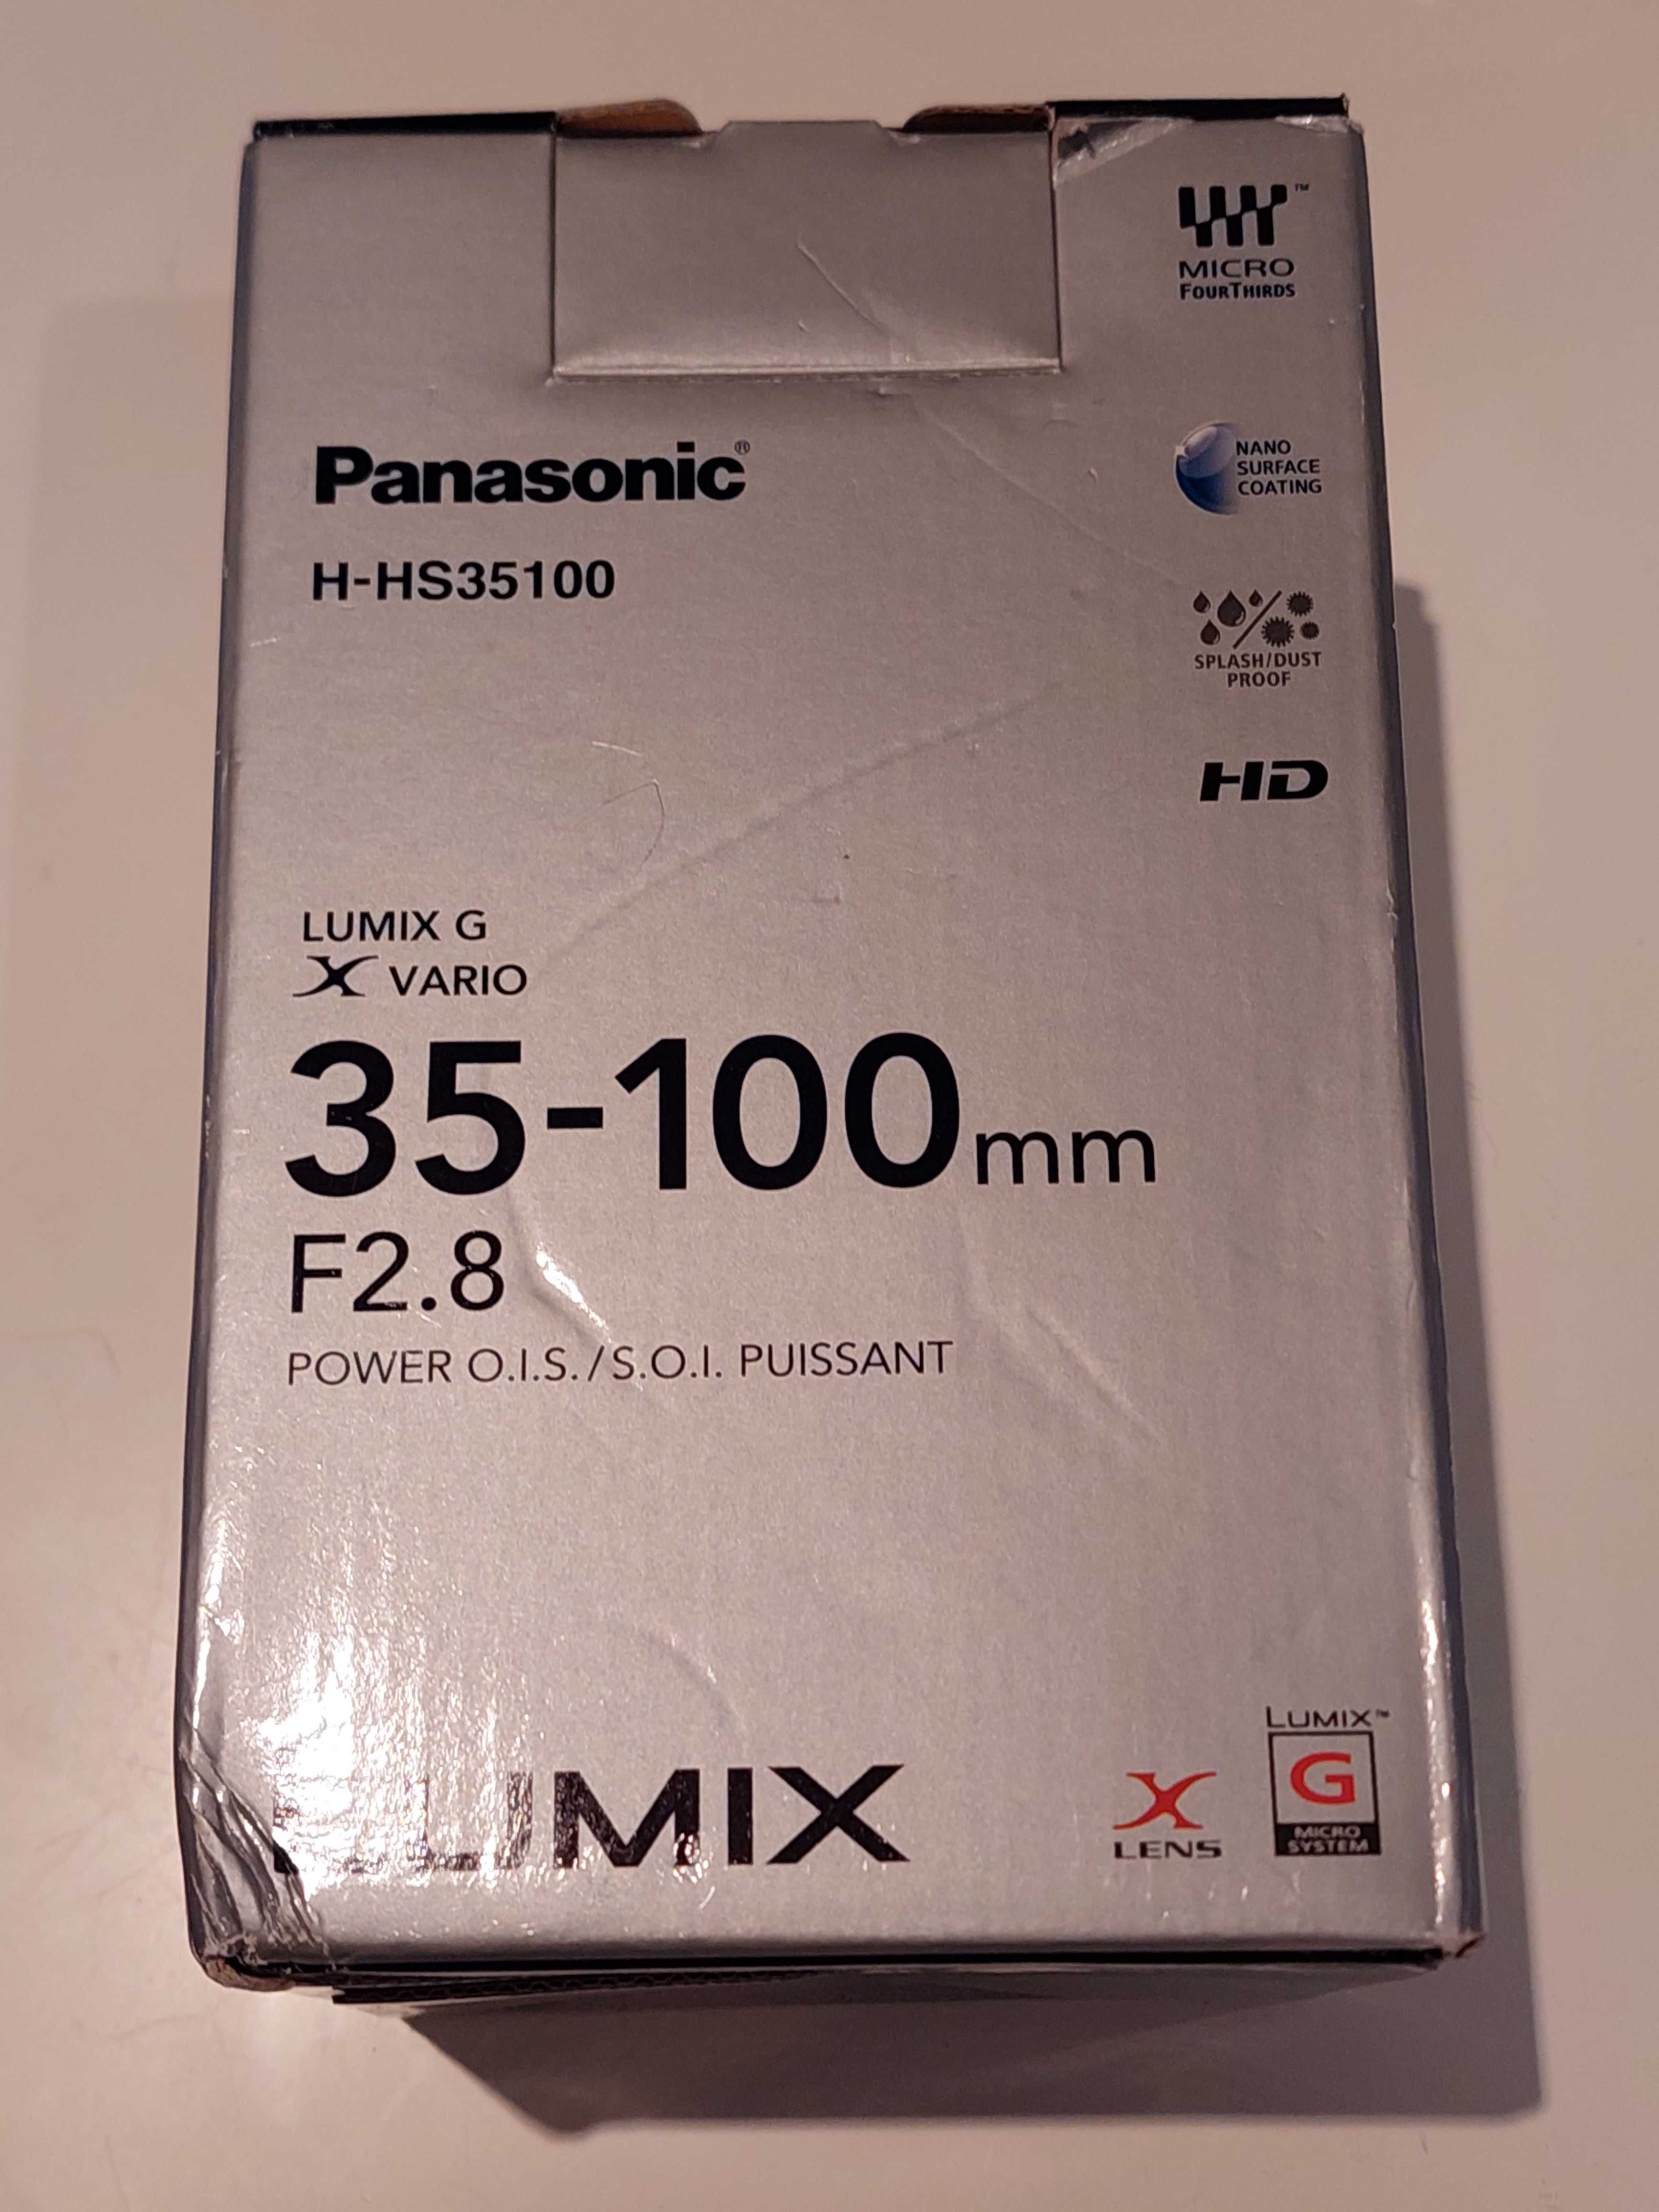 MICRO
FOURTHIRDS
Panasonic®
NANO
SURFACE
COATING
H-HS35100
SPLASH/DUST
PROOF
HD
LUMIX G
X VARIO
35-100mm
F2.8
POWER O.I.S./S.O.I. PUISSANT
LUMIX
X
LENS
LUMIX™
G
MICRO
SYSTEM